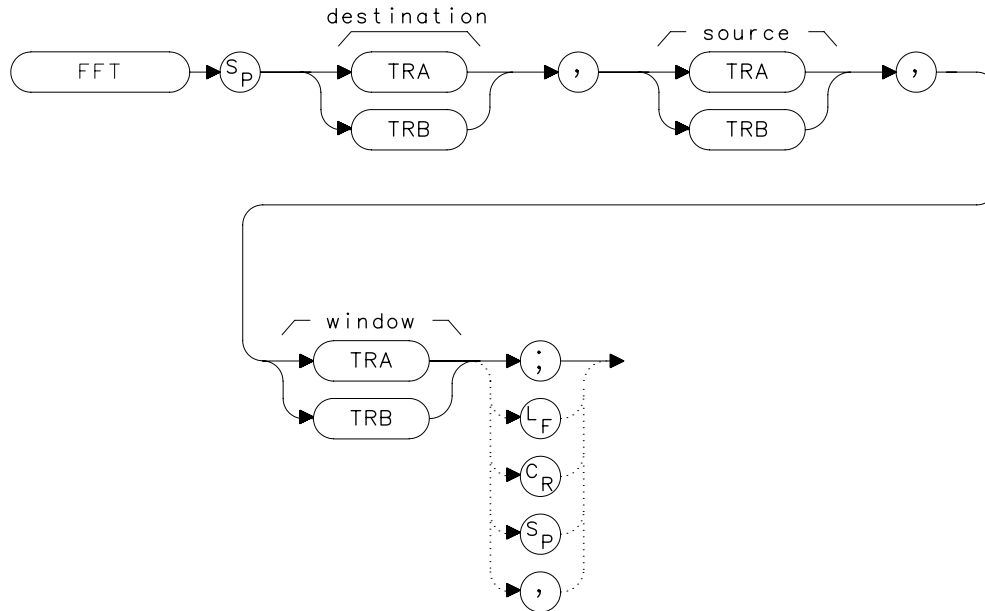 destination
source
FFT SP TRA , TRA ,
TRB TRB
window
TRA ;
TRB LF
CR
SP
,